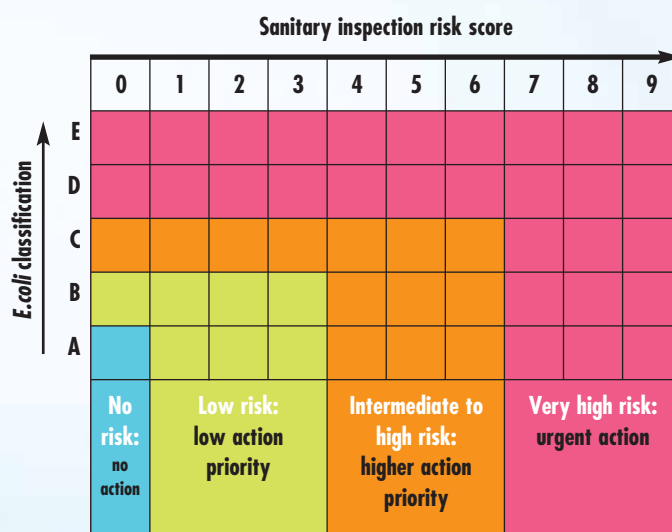 Sanitary inspection risk score
0 1 2 3 4 5 6 7 8 9
E.coli classification
E
D
C
B
A
No
risk:
no
action
Low risk:
low action
priority
Intermediate to
high risk:
higher action
priority
Very high risk:
urgent action